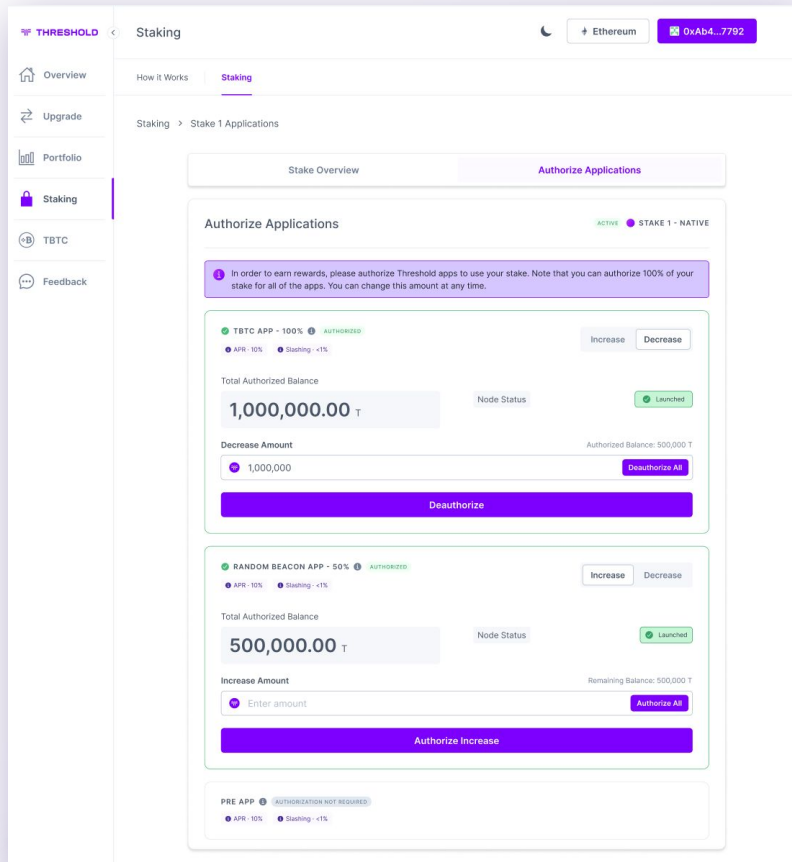 THRESHOLD
Staking
Ethereum
0xAb4...7792
Overview
Upgrade
Portfolio
Staking
TBTC
Feedback
How it Works
Staking
Staking > Stake 1 Applications
Stake Overview
Authorize Applications
Authorize Applications
ACTIVE
STAKE 1 - NATIVE
In order to earn rewards, please authorize Threshold apps to use your stake. Note that you can authorize 100% of your
stake for all of the apps. You can change this amount at any time.
TBTC APP - 100%
AUTHORIZED
APR · 10%
Slashing · <1%
Increase
Decrease
Total Authorized Balance
1,000,000.00 T
Node Status
Launched
Decrease Amount
Authorized Balance: 500,000 T
1,000,000
Deauthorize All
Deauthorize
RANDOM BEACON APP - 50%
AUTHORIZED
APR · 10%
Slashing · <1%
Increase
Decrease
Total Authorized Balance
500,000.00 T
Node Status
Launched
Increase Amount
Remaining Balance: 500,000 T
Enter amount
Authorize All
Authorize Increase
PRE APP
AUTHORIZATION NOT REQUIRED
APR · 10%
Slashing · <1%